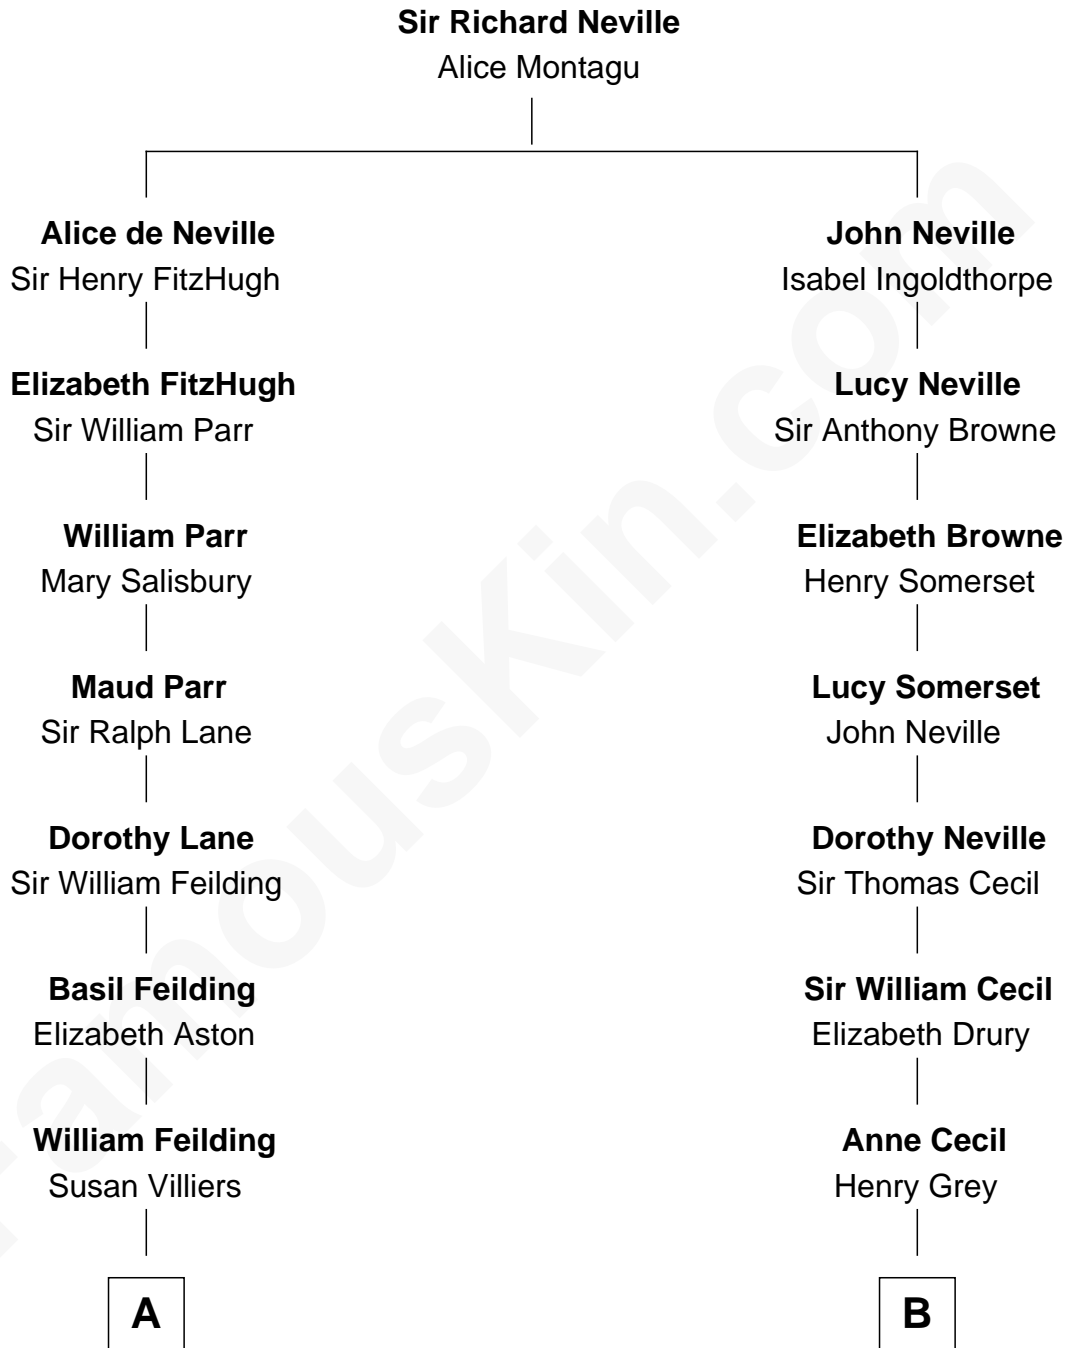 Sir Richard Neville
Alice Montagu
Alice de Neville
Sir Henry FitzHugh
John Neville
Isabel Ingoldthorpe
Elizabeth FitzHugh
Sir William Parr
Lucy Neville
Sir Anthony Browne
William Parr
Mary Salisbury
Elizabeth Browne
Henry Somerset
Maud Parr
Sir Ralph Lane
Lucy Somerset
John Neville
Dorothy Lane
Sir William Feilding
Dorothy Neville
Sir Thomas Cecil
Basil Feilding
Elizabeth Aston
Sir William Cecil
Elizabeth Drury
William Feilding
Susan Villiers
Anne Cecil
Henry Grey
A
B
FamousKin.com